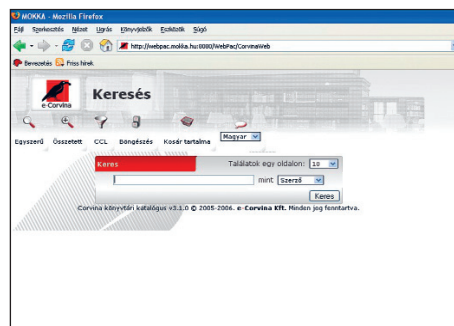 MOKKA - Mozilla Firefox
Fájl Szerkesztés Nézet Ugrás Könyvjelzők Eszközök Súgó
http://webpac.mokka.hu:8080/WebPac/CorvinaWeb
Bevezetés Friss hírek
e-Corvina
Keresés
Egyszerű Összetett CCL Böngészés Kosár tartalma Magyar
Keres Találatok egy oldalon: 10
mint Szerző
Keres
Corvina könyvtári katalógus v3.1.0 © 2005-2006. e-Corvina Kft. Minden jog fenntartva.